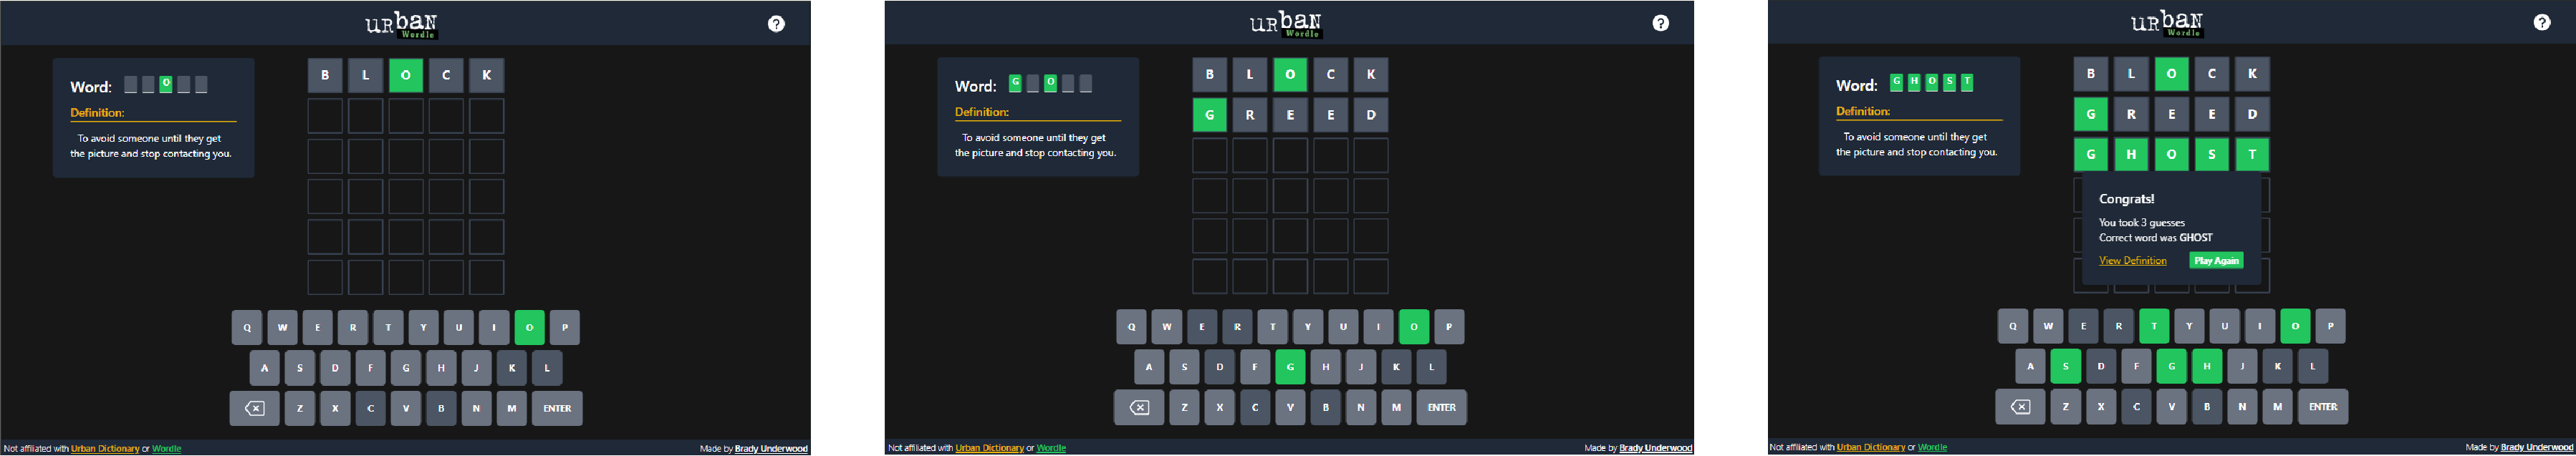 urban
Wordle
?
Word: _ _ O _ _
Definition:
To avoid someone until they get
the picture and stop contacting you.
B L O C K
Q W E R T Y U I O P
A S D F G H J K L
Z X C V B N M ENTER
Not affiliated with Urban Dictionary or Wordle
Made by Brady Underwood
urban
Wordle
?
Word: G _ O _ _
Definition:
To avoid someone until they get
the picture and stop contacting you.
B L O C K
G R E E D
Q W E R T Y U I O P
A S D F G H J K L
Z X C V B N M ENTER
Not affiliated with Urban Dictionary or Wordle
Made by Brady Underwood
urban
Wordle
?
Word: G H O S T
Definition:
To avoid someone until they get
the picture and stop contacting you.
B L O C K
G R E E D
G H O S T
Congrats!
You took 3 guesses
Correct word was GHOST
View Definition Play Again
Q W E R T Y U I O P
A S D F G H J K L
Z X C V B N M ENTER
Not affiliated with Urban Dictionary or Wordle
Made by Brady Underwood